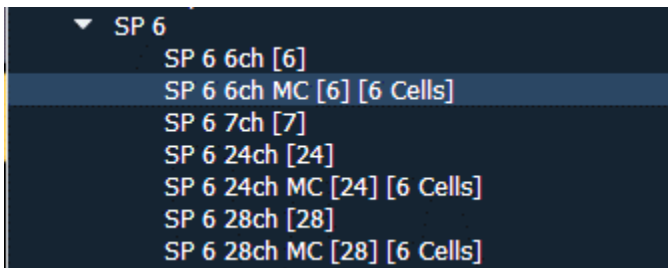 SP 6
SP 6 6ch [6]
SP 6 6ch MC [6] [6 Cells]
SP 6 7ch [7]
SP 6 24ch [24]
SP 6 24ch MC [24] [6 Cells]
SP 6 28ch [28]
SP 6 28ch MC [28] [6 Cells]